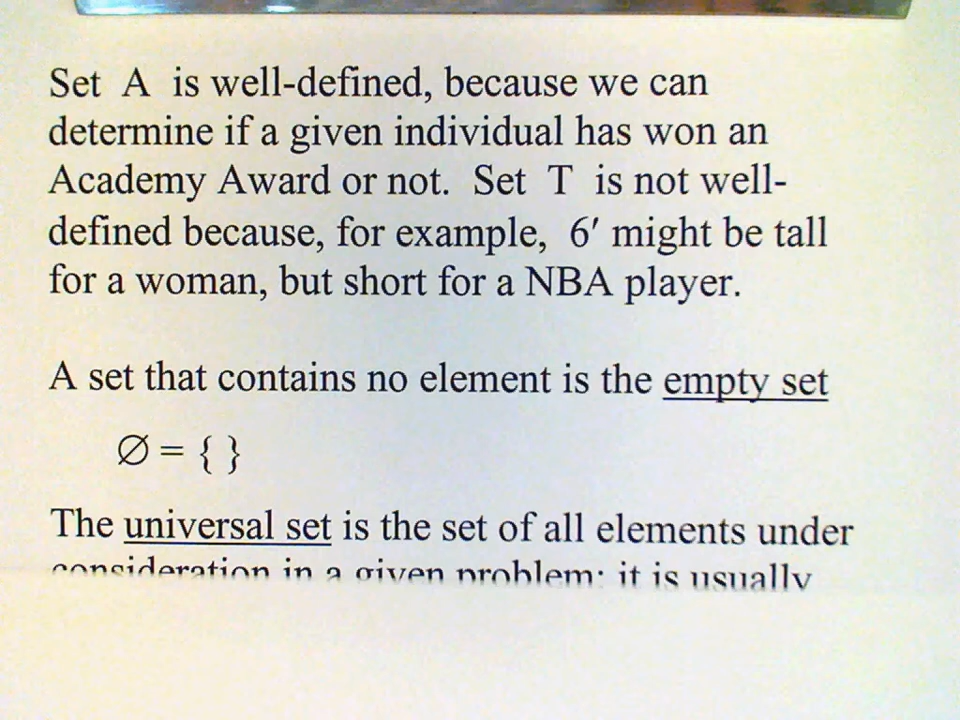 Set A is well-defined, because we can
determine if a given individual has won an
Academy Award or not. Set T is not well-
defined because, for example, 6′ might be tall
for a woman, but short for a NBA player.
A set that contains no element is the empty set
∅ = { }
The universal set is the set of all elements under
consideration in a given problem; it is usually